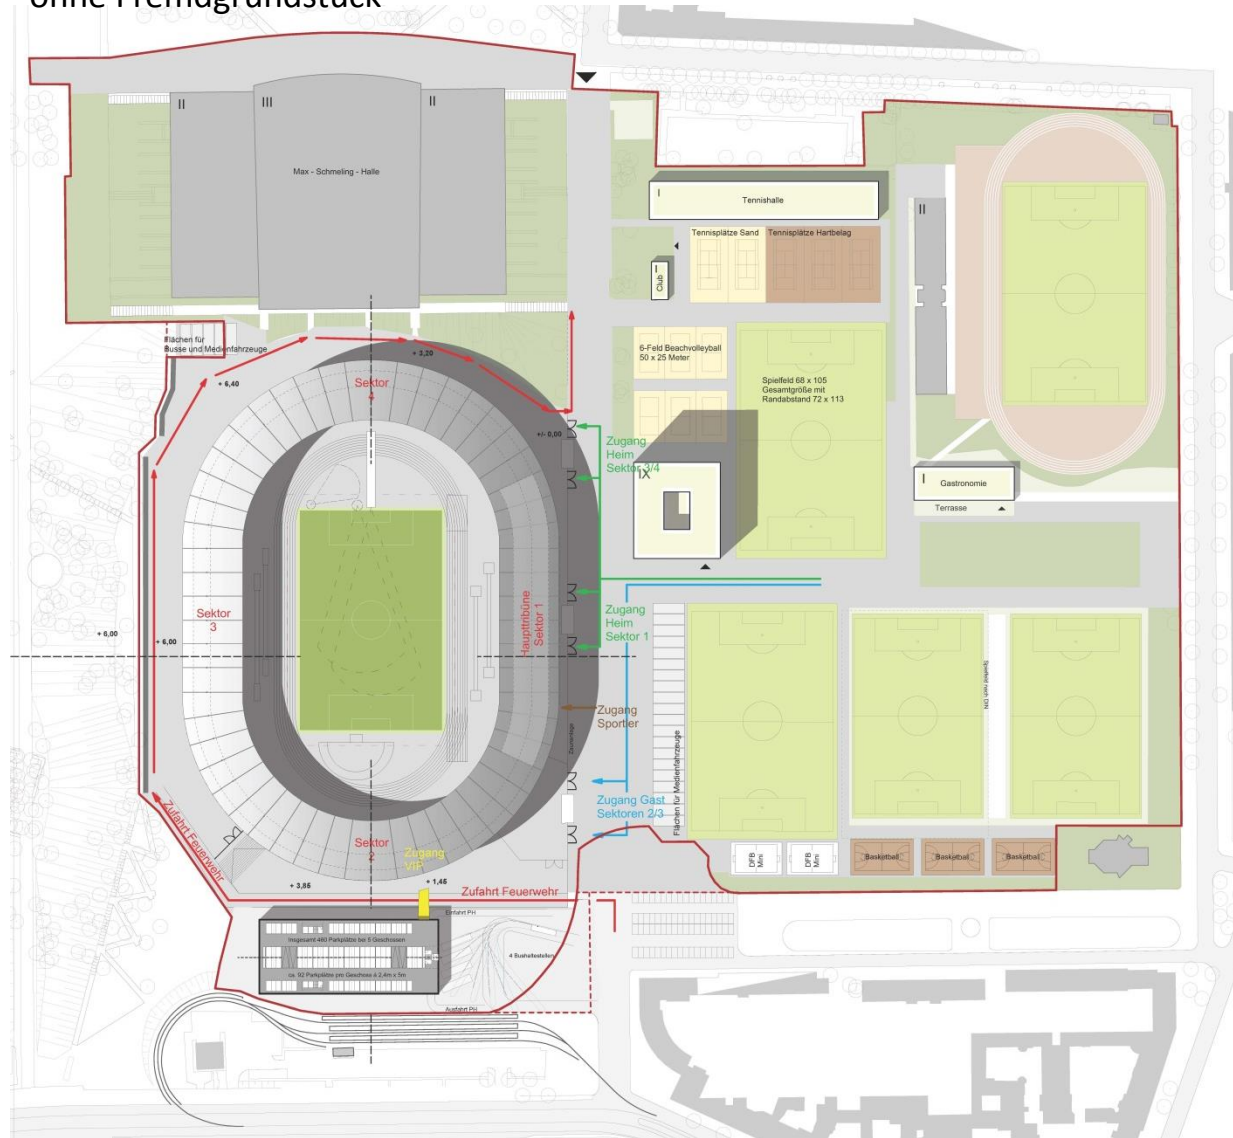 ohne Fremdgrundstück
II
III
II
Max - Schmeling - Halle
I
Tennishalle
Tennisplätze Sand
Tennisplätze Hartbelag
I
Club
II
Flächen für
Busse und Medienfahrzeuge
+ 3,20
+ 6,40
Sektor
4
6-Feld Beachvolleyball
50 x 25 Meter
Spielfeld 68 x 105
Gesamtgröße mit
Randabstand 72 x 113
+/- 0,00
Zugang
Heim
Sektor 3/4
IX
I
Gastronomie
Terrasse
Sektor
3
+ 6,00
+ 6,00
Haupttribüne
Sektor 1
Zugang
Heim
Sektor 1
Zugang
Sportler
Spielfeld nach DIN
Flächen für Medienfahrzeuge
Zugang Gast
Sektoren 2/3
Zufahrt Feuerwehr
Sektor
2
Zugang
VIP
+ 3,85
+ 1,45
Zufahrt Feuerwehr
DFB
Mini
DFB
Mini
Basketball
Basketball
Basketball
Einfahrt PH
Insgesamt 460 Parkplätze bei 5 Geschossen
4 Bushaltestellen
ca. 92 Parkplätze pro Geschoss á 2,4m x 5m
Ausfahrt PH